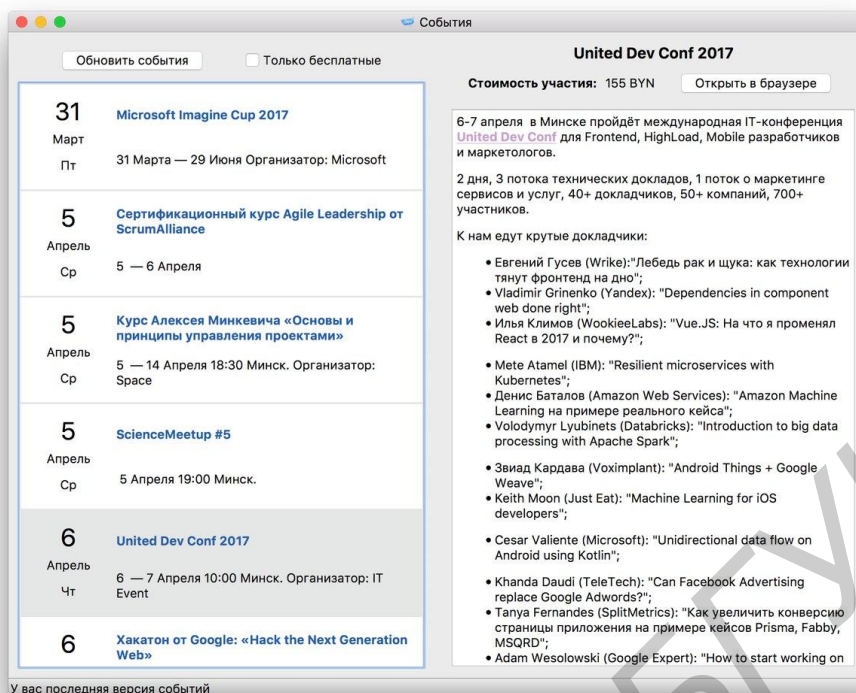 События
Обновить события
Только бесплатные
31
Март
Пт
Microsoft Imagine Cup 2017
31 Марта — 29 Июня Организатор: Microsoft
5
Апрель
Ср
Сертификационный курс Agile Leadership от
ScrumAlliance
5 — 6 Апреля
5
Апрель
Ср
Курс Алексея Минкевича «Основы и
принципы управления проектами»
5 — 14 Апреля 18:30 Минск. Организатор:
Space
5
Апрель
Ср
ScienceMeetup #5
5 Апреля 19:00 Минск.
6
Апрель
Чт
United Dev Conf 2017
6 — 7 Апреля 10:00 Минск. Организатор: IT
Event
6
Хакатон от Google: «Hack the Next Generation
Web»
United Dev Conf 2017
Стоимость участия: 155 BYN
Открыть в браузере
6-7 апреля в Минске пройдёт международная IT-конференция
United Dev Conf для Frontend, HighLoad, Mobile разработчиков
и маркетологов.
2 дня, 3 потока технических докладов, 1 поток о маркетинге
сервисов и услуг, 40+ докладчиков, 50+ компаний, 700+
участников.
К нам едут крутые докладчики:
• Евгений Гусев (Wrike):"Лебедь рак и щука: как технологии
тянут фронтенд на дно";
• Vladimir Grinenko (Yandex): "Dependencies in component
web done right";
• Илья Климов (WookieeLabs): "Vue.JS: На что я променял
React в 2017 и почему?";
• Mete Atamel (IBM): "Resilient microservices with
Kubernetes";
• Денис Баталов (Amazon Web Services): "Amazon Machine
Learning на примере реального кейса";
• Volodymyr Lyubinets (Databricks): "Introduction to big data
processing with Apache Spark";
• Звиад Кардава (Voximplant): "Android Things + Google
Weave";
• Keith Moon (Just Eat): "Machine Learning for iOS
developers";
• Cesar Valiente (Microsoft): "Unidirectional data flow on
Android using Kotlin";
• Khanda Daudi (TeleTech): "Can Facebook Advertising
replace Google Adwords?";
• Tanya Fernandes (SplitMetrics): "Как увеличить конверсию
страницы приложения на примере кейсов Prisma, Fabby,
MSQRD";
• Adam Wesolowski (Google Expert): "How to start working on
У вас последняя версия событий